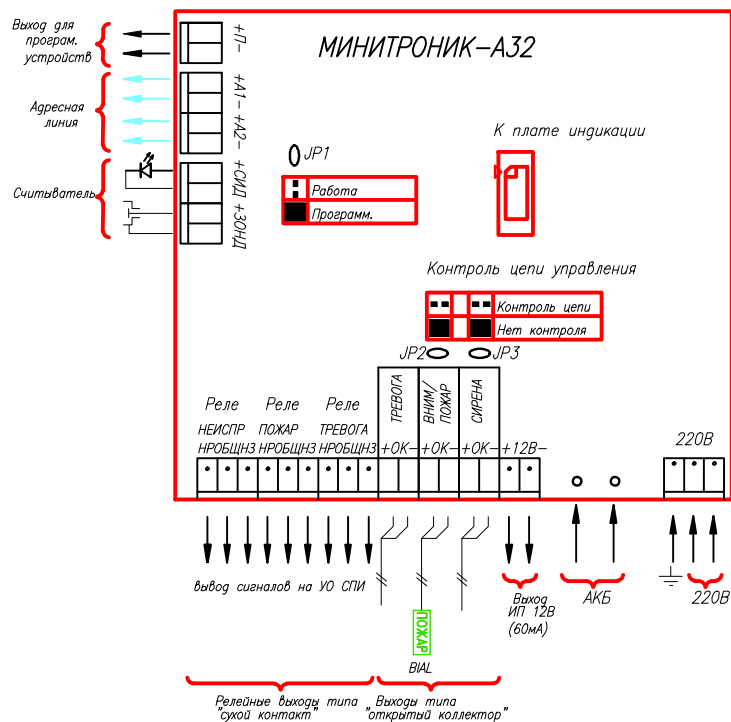 Выход для
програм.
устройств
+П-
МИНИТРОНИК-А32
Адресная
линия
+А1- +А2-
К плате индикации
JP1
Считыватель
+СИД +ЗОНД
Работа
Программ.
Контроль цепи управления
Контроль цепи
Нет контроля
JP2
JP3
Реле Реле Реле
НЕИСПР ПОЖАР ТРЕВОГА
НРОБЩНЗ НРОБЩНЗ НРОБЩНЗ
ТРЕВОГА
ВНИМ/
ПОЖАР
СИРЕНА
+ОК- +ОК- +ОК- +12В-
220В
вывод сигналов на УО СПИ
Выход
ИП 12В
(60мА)
АКБ
220В
ПОЖАР
BIAL
Релейные выходы типа
"сухой контакт"
Выходы типа
"открытый коллектор"